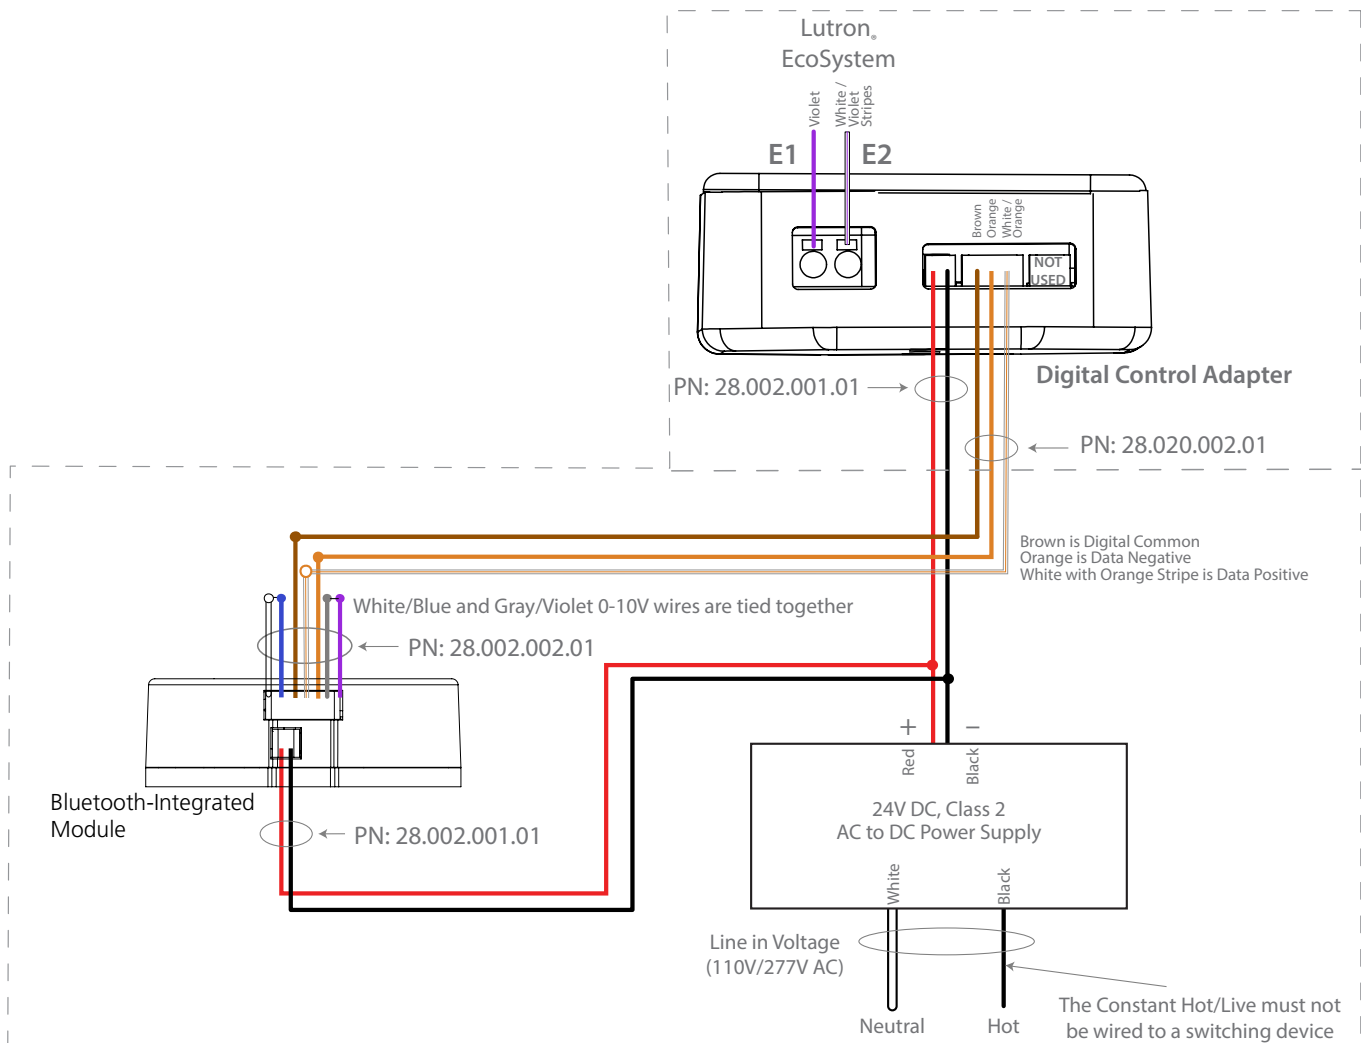 Lutron®
EcoSystem
Violet
White /
Violet
Stripes
E1
E2
Brown
Orange
White /
Orange
NOT
USED
PN: 28.002.001.01
Digital Control Adapter
PN: 28.020.002.01
Brown is Digital Common
Orange is Data Negative
White with Orange Stripe is Data Positive
White/Blue and Gray/Violet 0-10V wires are tied together
PN: 28.002.002.01
+
–
Red
Black
24V DC, Class 2
AC to DC Power Supply
Bluetooth-Integrated
Module
PN: 28.002.001.01
White
Black
Line in Voltage
(110V/277V AC)
Neutral
Hot
The Constant Hot/Live must not
be wired to a switching device